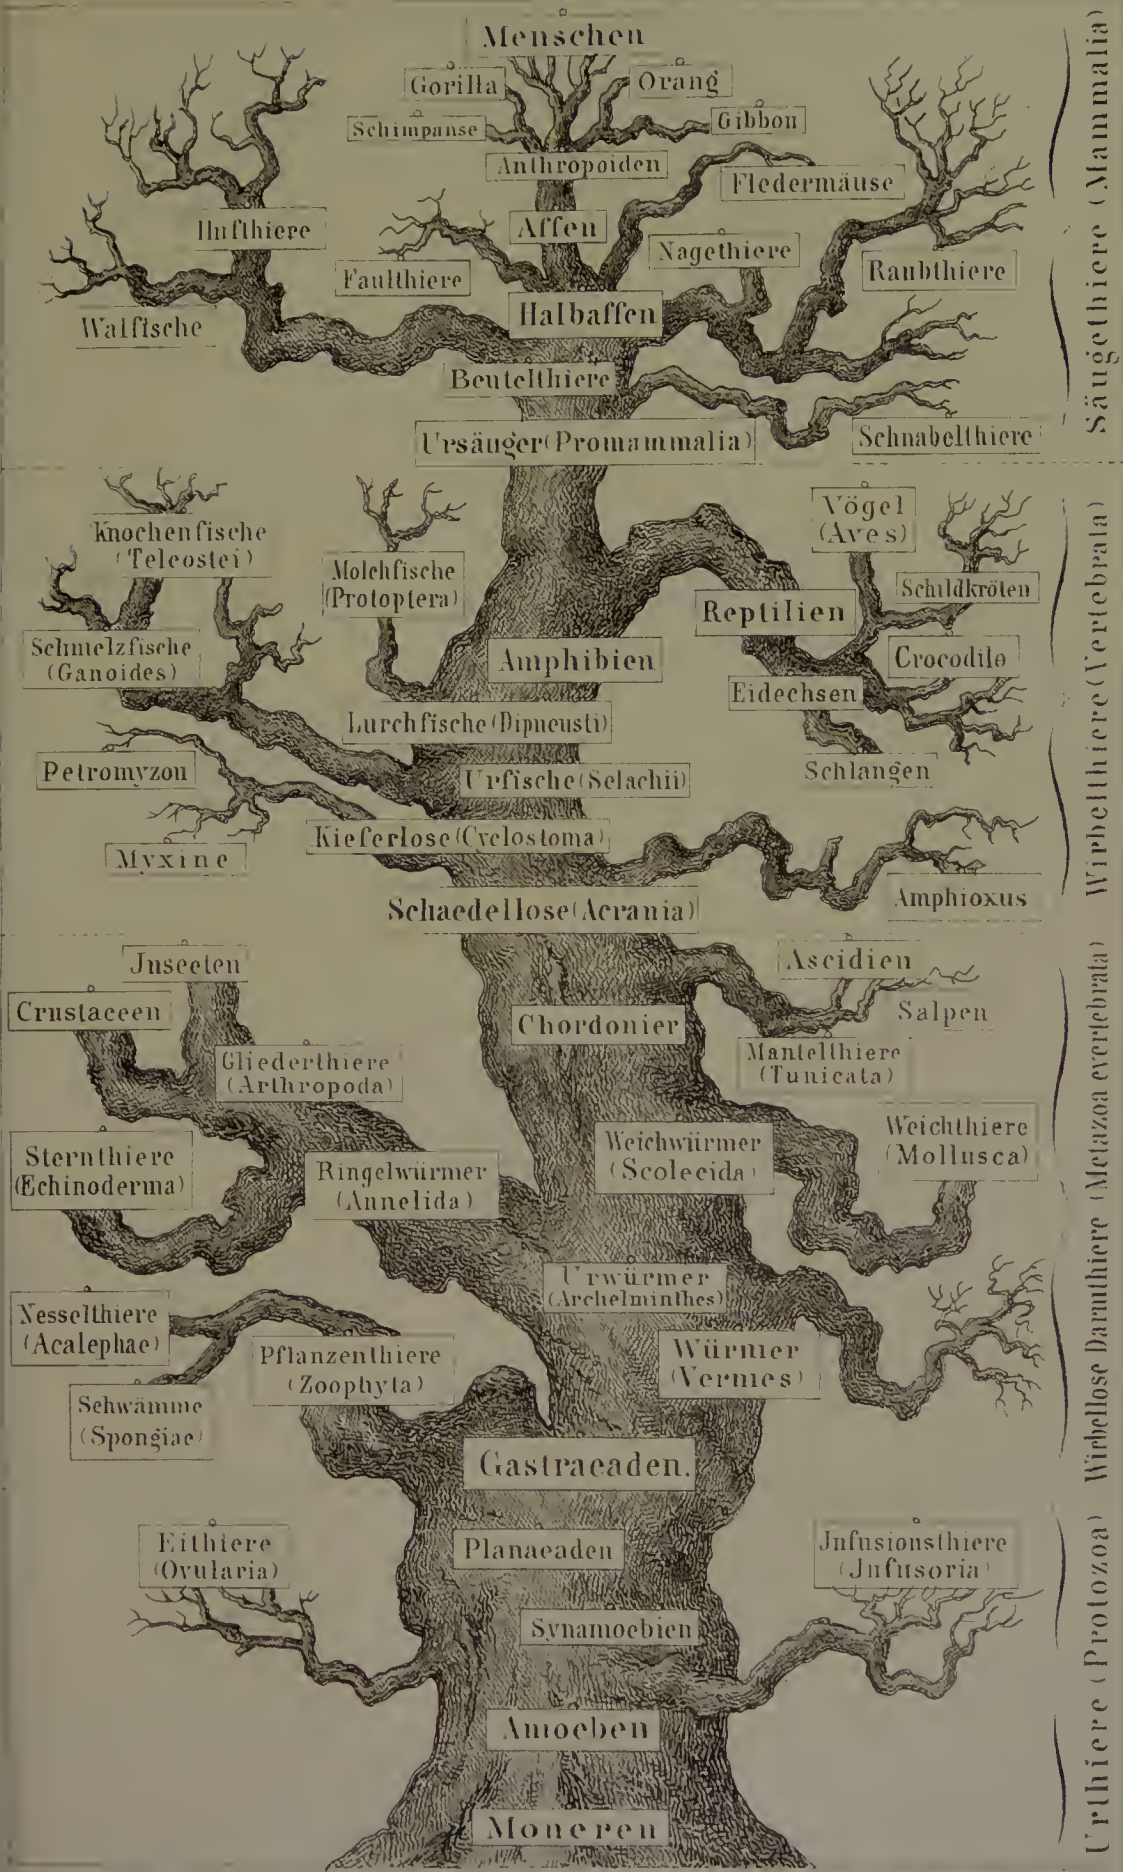 Menschen
Gorilla
Orang
Schimpanse
Gibbon
Anthropoiden
Fledermäuse
Hufthiere
Affen
Nagethiere
Faulthiere
Raubthiere
Walfische
Halbaffen
Beutelthiere
Ursäuger (Promammalia)
Schnabelthiere
Säugethiere (Mammalia)
Knochenfische
(Teleostei)
Vögel
(Aves)
Molchfische
(Protoptera)
Schildkröten
Reptilien
Schmelzfische
(Ganoides)
Amphibien
Crocodile
Eidechsen
Lurchfische (Dipneusti)
Petromyzon
Urfische (Selachii)
Schlangen
Kieferlose (Cyclostoma)
Myxine
Schaedellose (Acrania)
Amphioxus
Wirbelthiere (Vertebrata)
Jnsecten
Ascidien
Crustaceen
Salpen
Chordonier
Gliederthiere
(Arthropoda)
Mantelthiere
(Tunicata)
Sternthiere
(Echinoderma)
Ringelwürmer
(Annelida)
Weichwürmer
(Scolecida)
Weichthiere
(Mollusca)
Urwürmer
(Archelminthes)
Nesselthiere
(Acalephae)
Pflanzenthiere
(Zoophyta)
Würmer
(Vermes)
Schwämme
(Spongiae)
Gastraeaden.
Wirbellose Darmthiere (Metazoa evertebrata)
Eithiere
(Ovularia)
Planaeaden
Jnfusionsthiere
(Jnfusoria)
Synamoebien
Amoeben
Moneren
Urthiere (Protozoa)